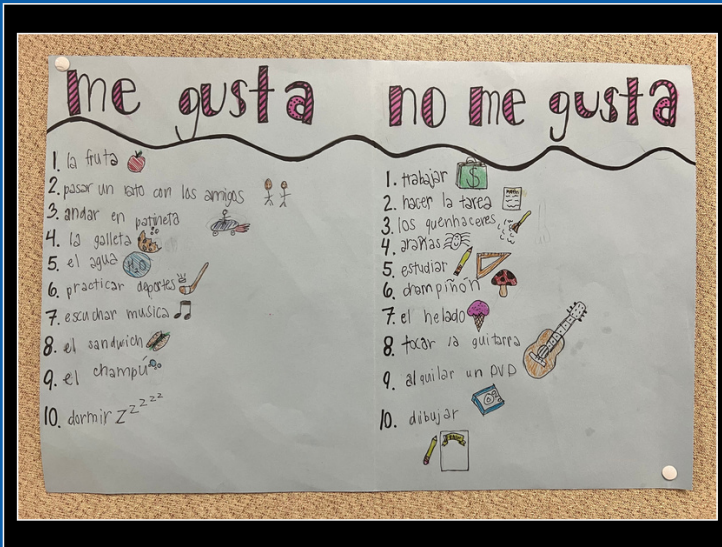 me gusta
1. la fruta
2. pasar un rato con los amigos
3. andar en patineta
4. la galleta
5. el agua H₂O
6. practicar deportes
7. escuchar musica
8. el sandwich
9. el champú
10. dormir Z Z Z Z Z
no me gusta
1. trabajar $
2. hacer la tarea
3. los quenhaceres
4. arañas
5. estudiar
6. champiñón
7. el helado
8. tocar la guitarra
9. alquilar un DVD
10. dibujar